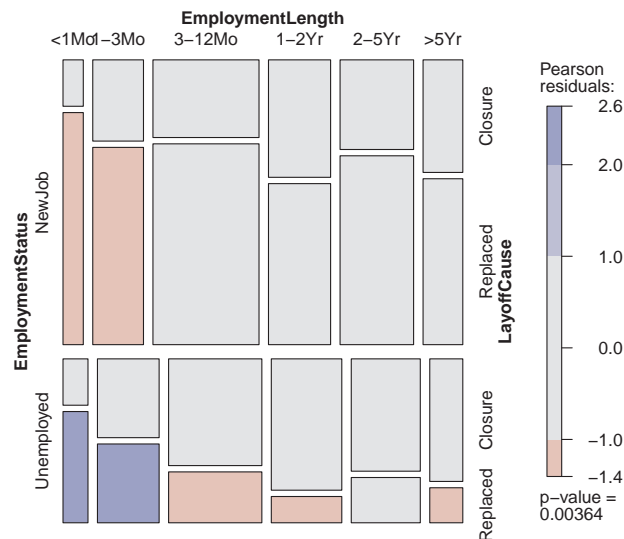 EmploymentLength
<1Mo 1−3Mo 3−12Mo 1−2Yr 2−5Yr >5Yr
EmploymentStatus
NewJob
Unemployed
Closure
Replaced
Closure
Replaced
LayoffCause
Pearson
residuals:
2.6
2.0
1.0
0.0
−1.0
−1.4
p−value =
0.00364